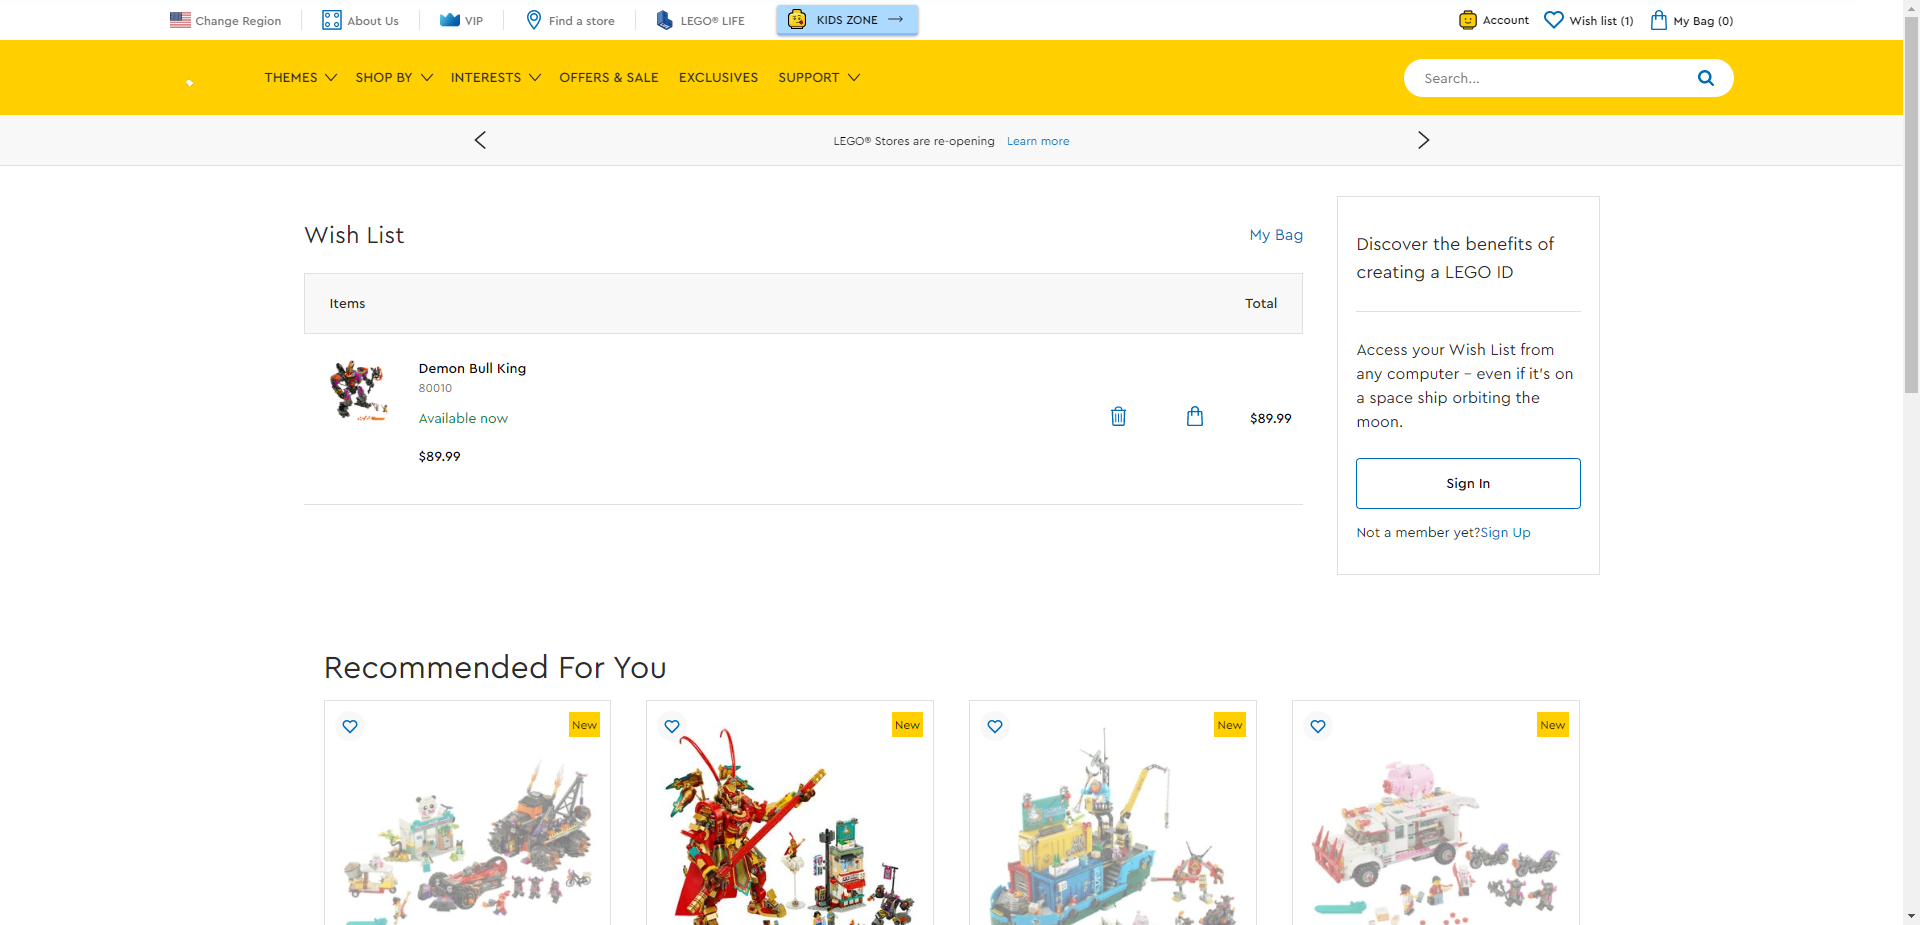 Change Region
About Us
VIP
Find a store
LEGO® LIFE
KIDS ZONE
Account
Wish list (1)
My Bag (0)
THEMES
SHOP BY
INTERESTS
OFFERS & SALE
EXCLUSIVES
SUPPORT
Search...
LEGO® Stores are re-opening Learn more
Wish List
My Bag
Items
Total
Demon Bull King
80010
Available now
$89.99
$89.99
Discover the benefits of
creating a LEGO ID
Access your Wish List from
any computer – even if it's on
a space ship orbiting the
moon.
Sign In
Not a member yet?Sign Up
Recommended For You
New
New
New
New